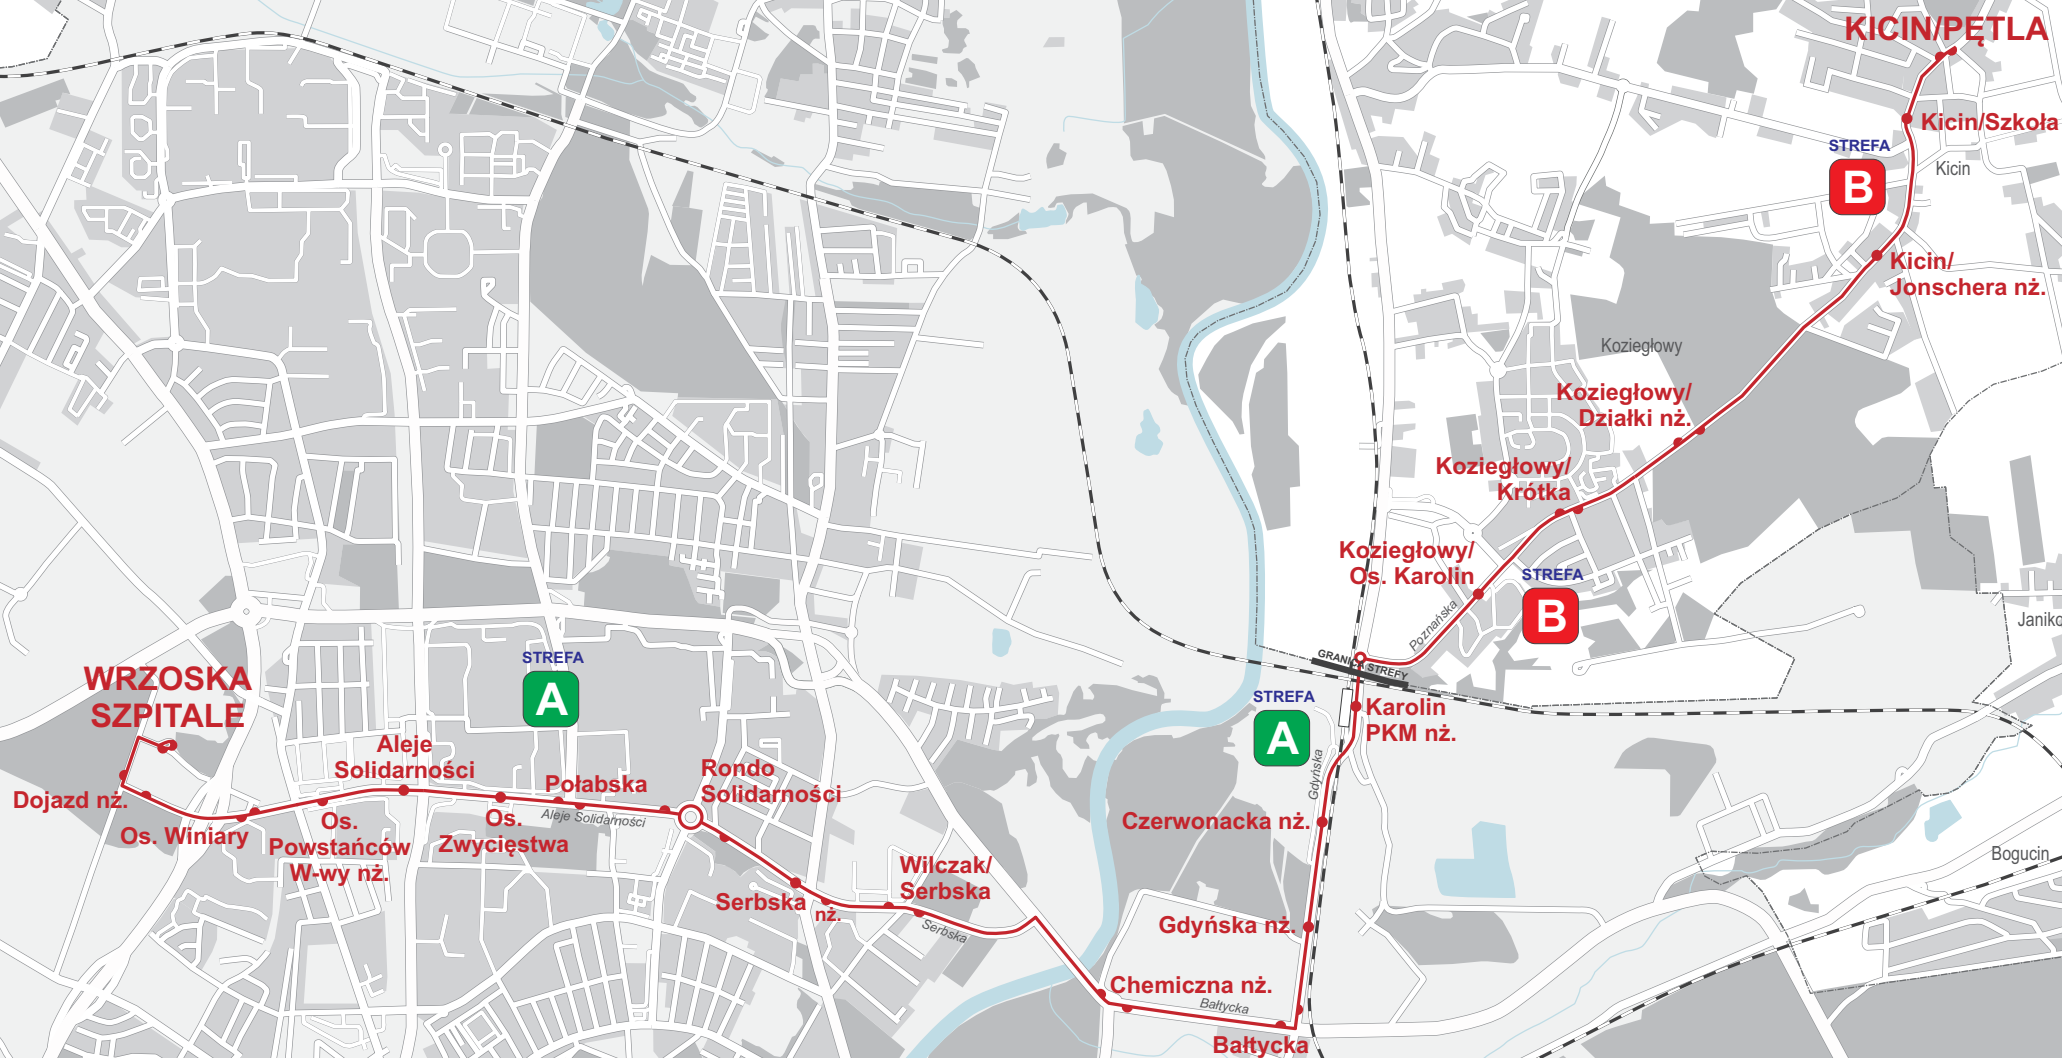 KICIN/PĘTLA
Kicin/Szkoła
STREFA
B
Kicin
Kicin/
Jonschera nż.
Koziegłowy
Koziegłowy/
Działki nż.
Koziegłowy/
Krótka
Koziegłowy/
Os. Karolin
STREFA
B
Poznańska
Janiko
GRANICA STREFY
STREFA
A
Karolin
PKM nż.
Gdyńska
Czerwonacka nż.
Bogucin
Gdyńska nż.
Chemiczna nż.
Bałtycka
Bałtycka
Wilczak/
Serbska
Serbska
Serbska nż.
Rondo
Solidarności
Połabska
Aleje Solidarności
STREFA
A
Os.
Zwycięstwa
Aleje
Solidarności
Os.
Powstańców
W-wy nż.
Os. Winiary
Dojazd nż.
WRZOSKA
SZPITALE